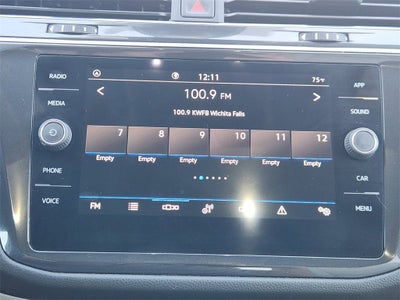 RADIO
12:11
75°F
APP
MEDIA
100.9 FM
SOUND
100.9 KWFB Wichita Falls
7 8 9 10 11 12
Empty Empty Empty Empty Empty Empty
PHONE
CAR
VOICE
FM
MENU